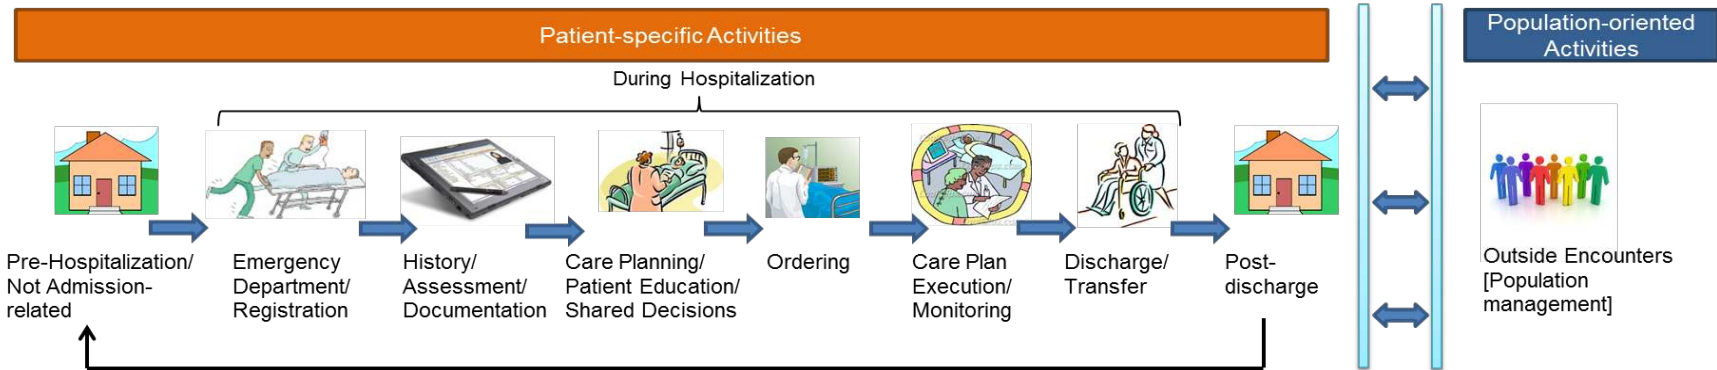 Patient-specific Activities
Population-oriented
Activities
During Hospitalization
Pre-Hospitalization/
Not Admission-
related
Emergency
Department/
Registration
History/
Assessment/
Documentation
Care Planning/
Patient Education/
Shared Decisions
Ordering
Care Plan
Execution/
Monitoring
Discharge/
Transfer
Post-
discharge
Outside Encounters
[Population
management]